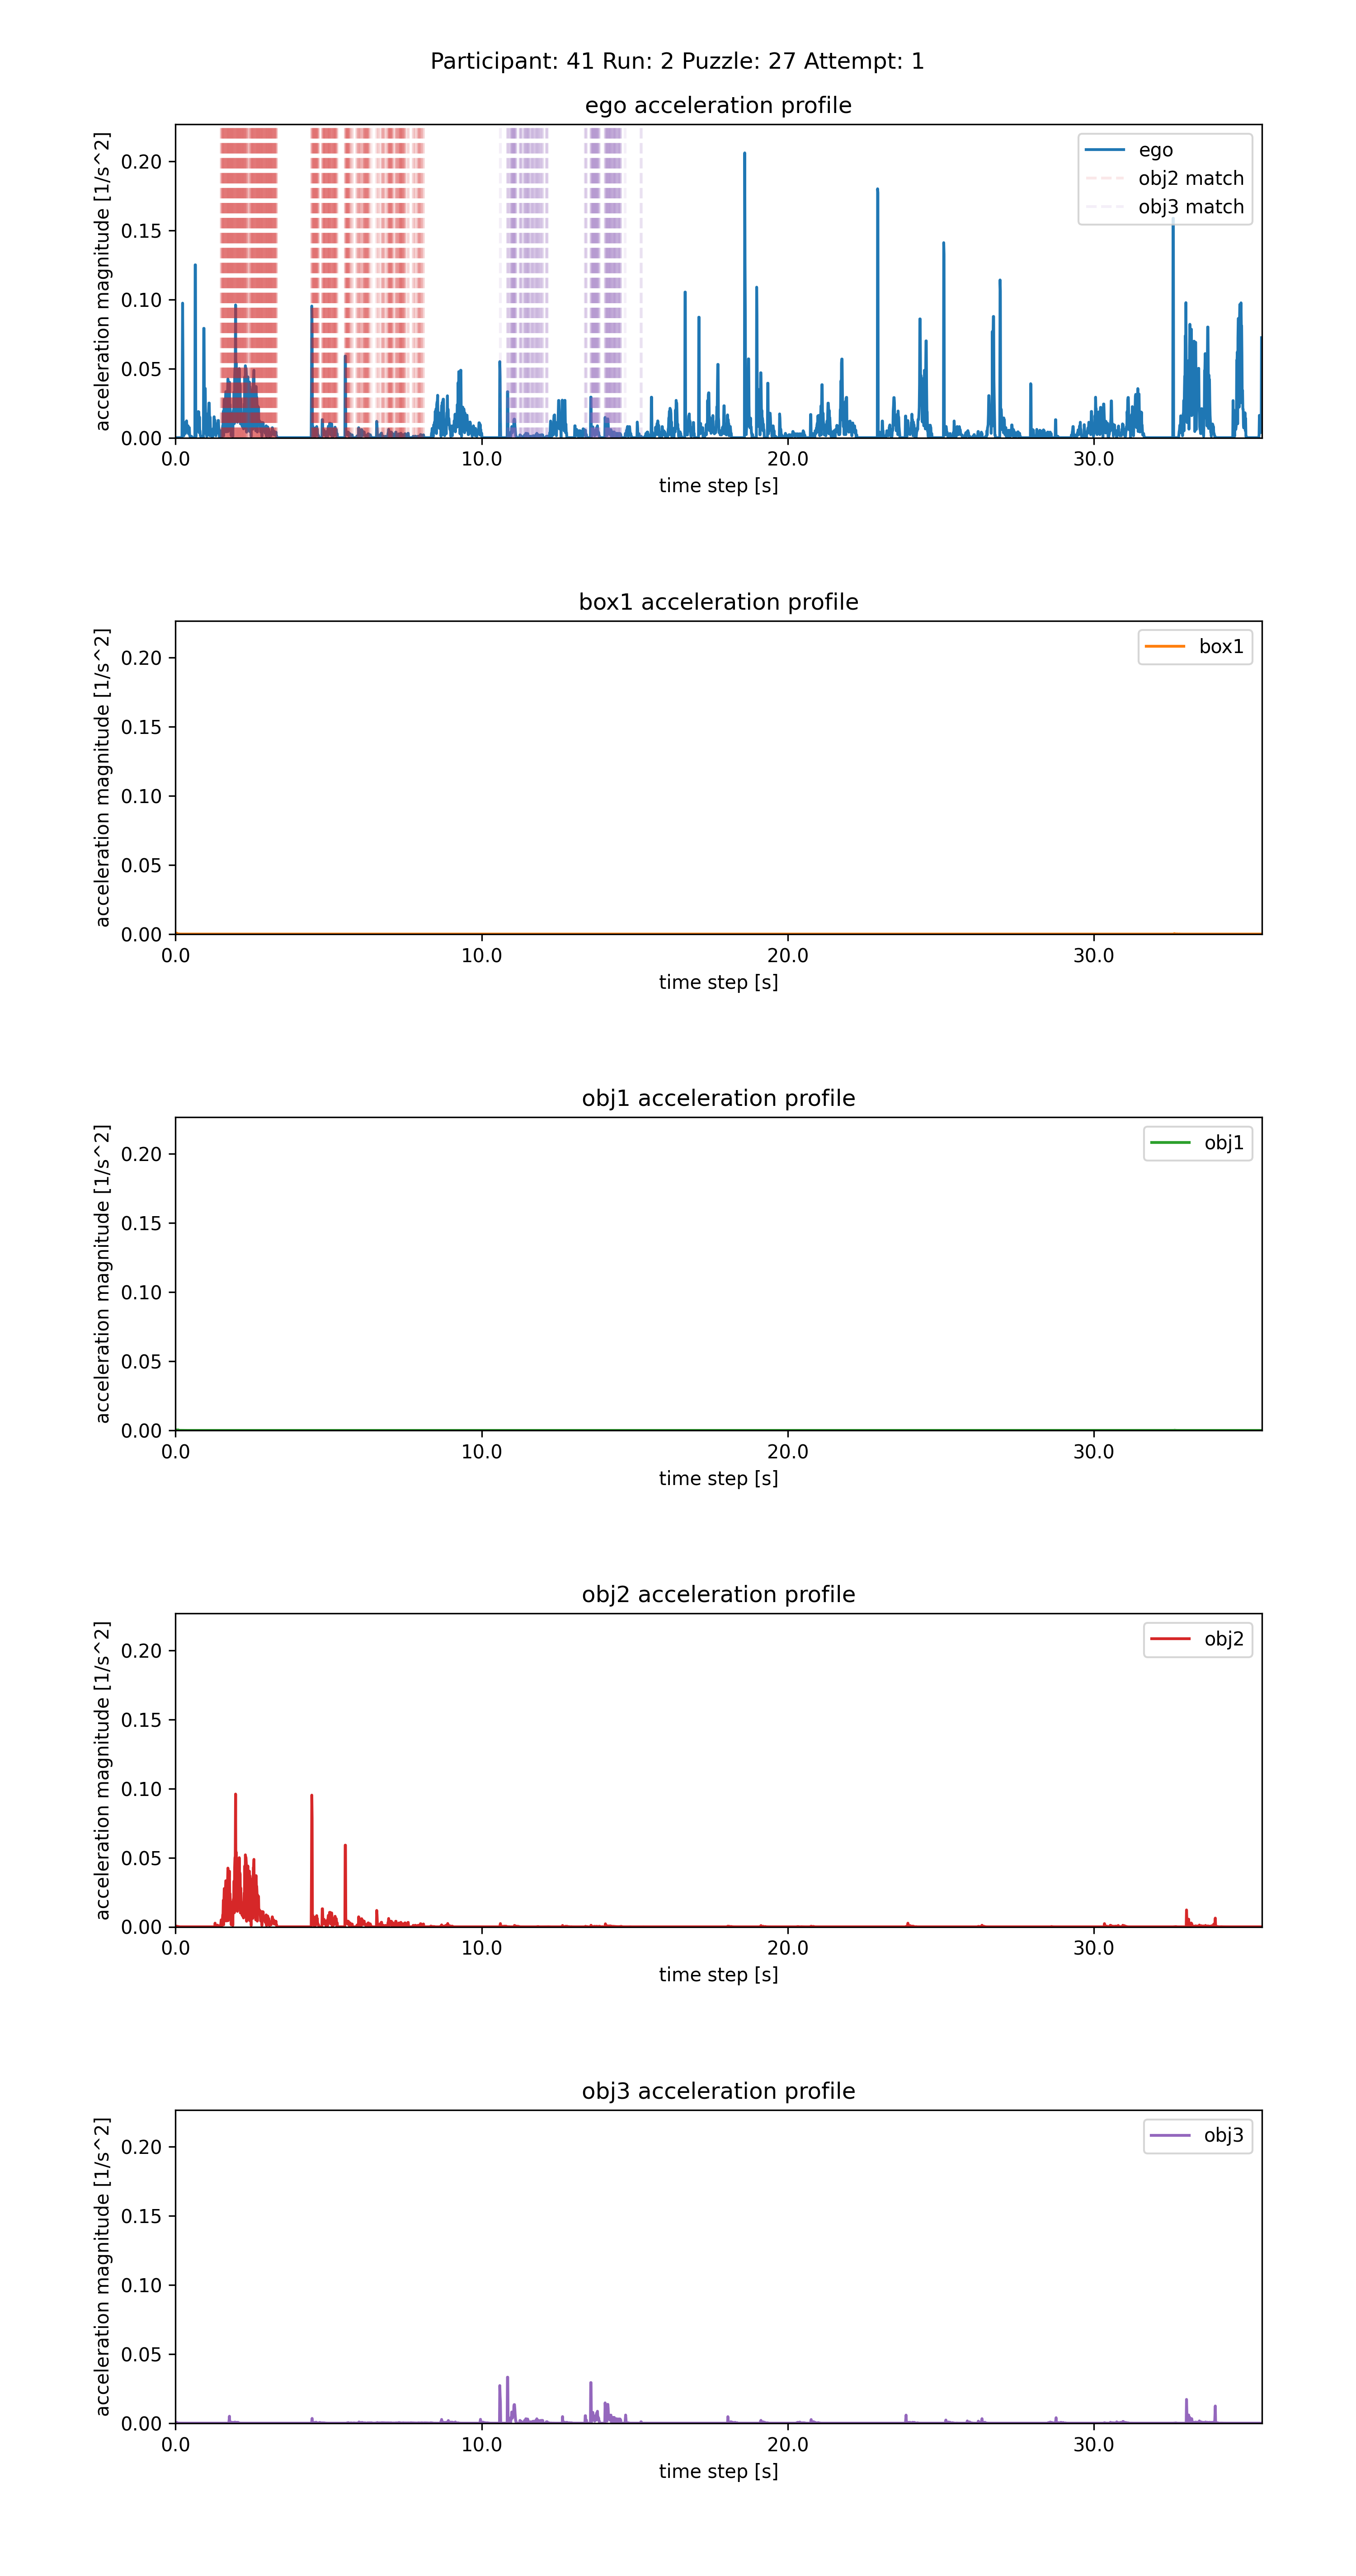 Participant: 41 Run: 2 Puzzle: 27 Attempt: 1
ego acceleration profile
acceleration magnitude [1/s^2]
0.20
0.15
0.10
0.05
0.00
ego
obj2 match
obj3 match
0.0 10.0 20.0 30.0
time step [s]
box1 acceleration profile
acceleration magnitude [1/s^2]
0.20
0.15
0.10
0.05
0.00
box1
0.0 10.0 20.0 30.0
time step [s]
obj1 acceleration profile
acceleration magnitude [1/s^2]
0.20
0.15
0.10
0.05
0.00
obj1
0.0 10.0 20.0 30.0
time step [s]
obj2 acceleration profile
acceleration magnitude [1/s^2]
0.20
0.15
0.10
0.05
0.00
obj2
0.0 10.0 20.0 30.0
time step [s]
obj3 acceleration profile
acceleration magnitude [1/s^2]
0.20
0.15
0.10
0.05
0.00
obj3
0.0 10.0 20.0 30.0
time step [s]